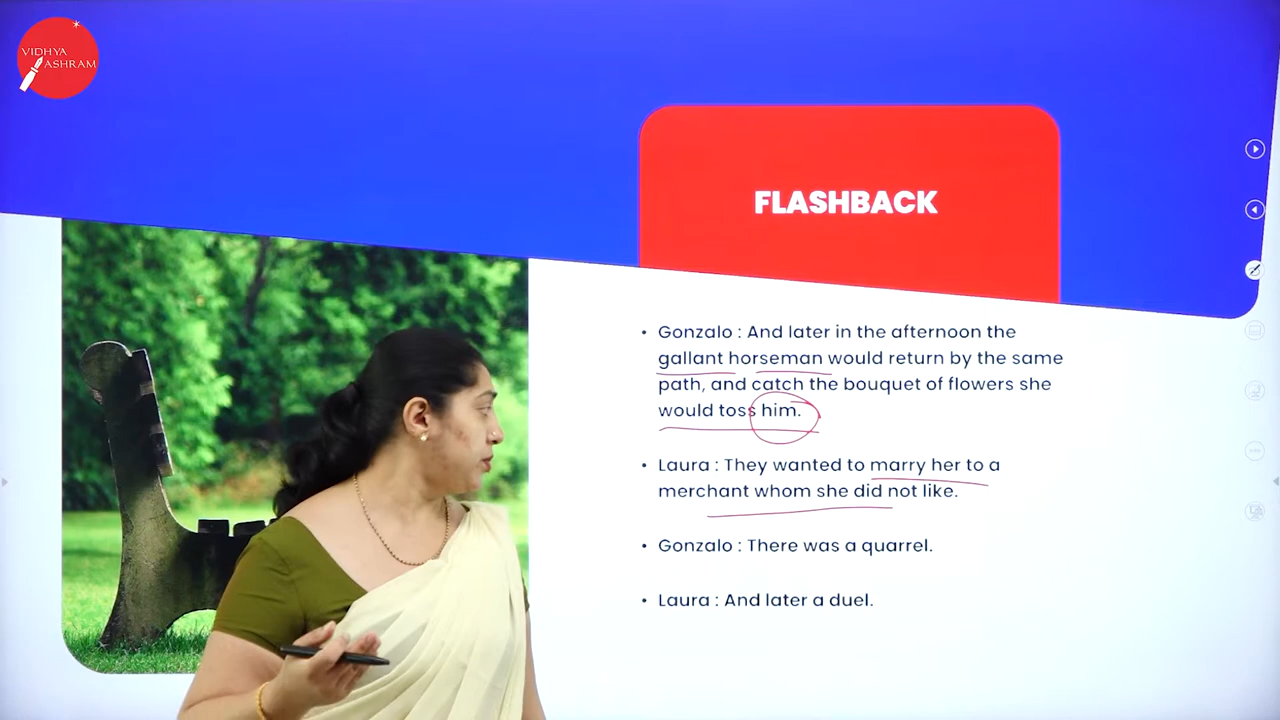 VIDHYA
ASHRAM
FLASHBACK
• Gonzalo : And later in the afternoon the
gallant horseman would return by the same
path, and catch the bouquet of flowers she
would toss him.
• Laura : They wanted to marry her to a
merchant whom she did not like.
• Gonzalo : There was a quarrel.
• Laura : And later a duel.